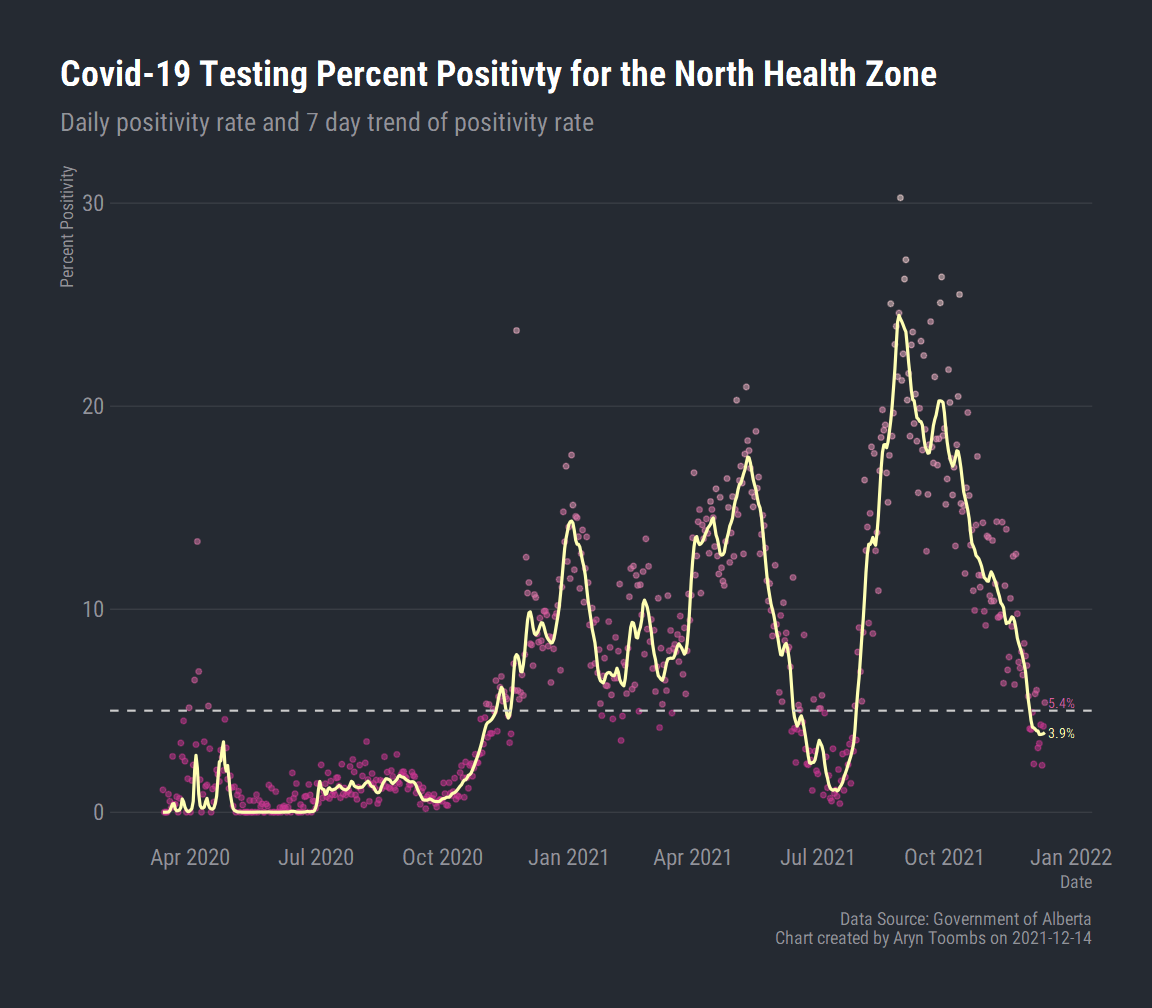 Covid-19 Testing Percent Positivty for the North Health Zone
Daily positivity rate and 7 day trend of positivity rate
Percent Positivity
30
20
10
0
5.4%
3.9%
Apr 2020 Jul 2020 Oct 2020 Jan 2021 Apr 2021 Jul 2021 Oct 2021 Jan 2022
Date
Data Source: Government of Alberta
Chart created by Aryn Toombs on 2021-12-14